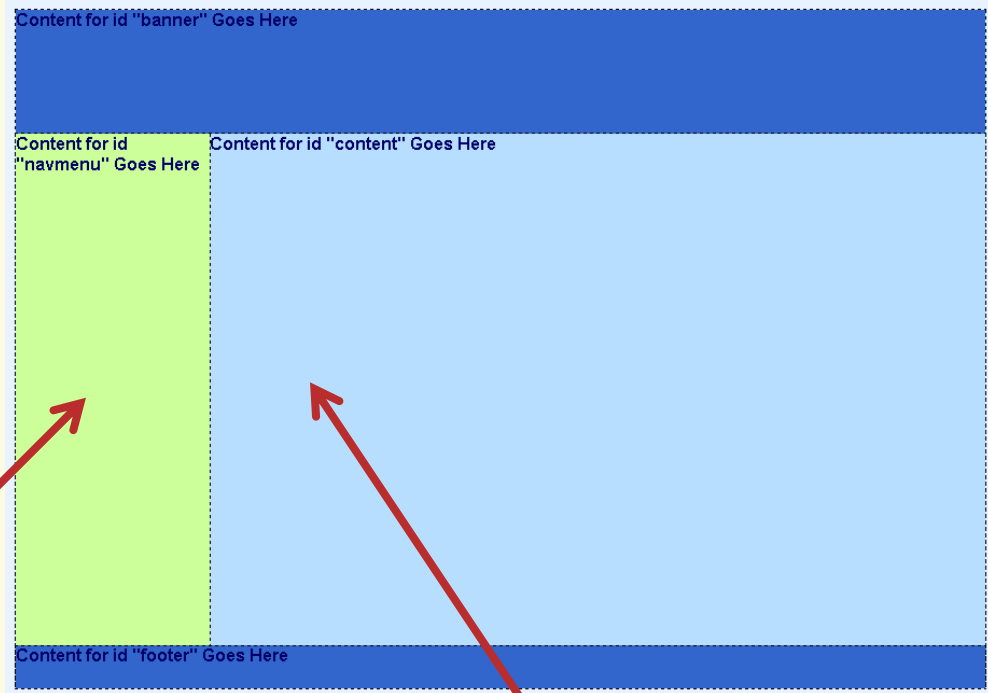 Content for id "banner" Goes Here
Content for id
"navmenu" Goes Here
Content for id "content" Goes Here
Content for id "footer" Goes Here